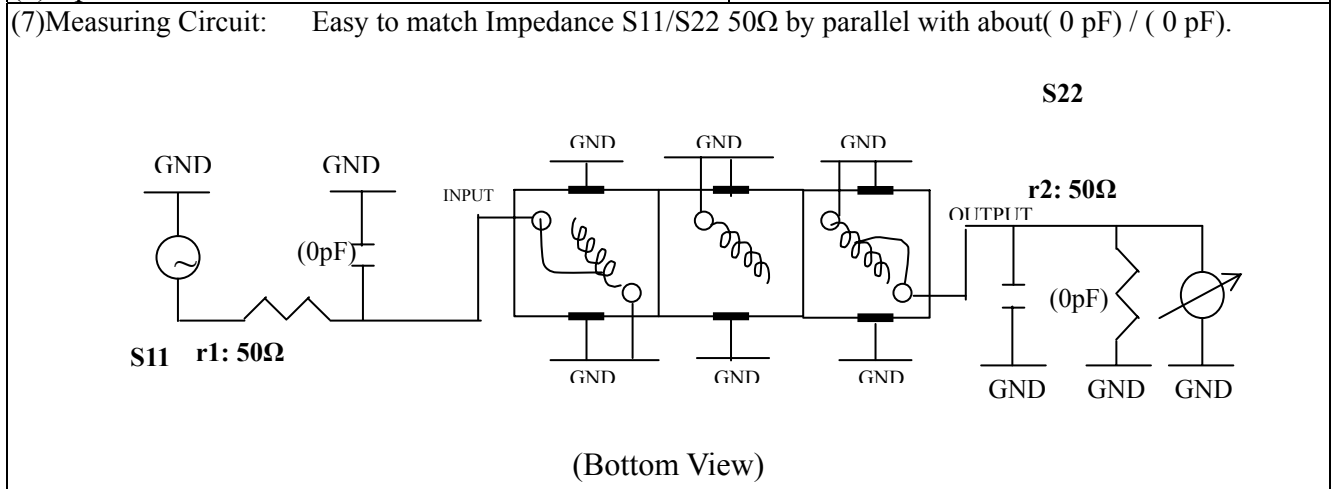 (7)Measuring Circuit: Easy to match Impedance S11/S22 50Ω by parallel with about( 0 pF) / ( 0 pF).
S22
GND GND GND
GND GND
r2: 50Ω
INPUT
OUTPUT
(0pF)
(0pF)
S11 r1: 50Ω
GND GND GND
GND GND GND
(Bottom View)